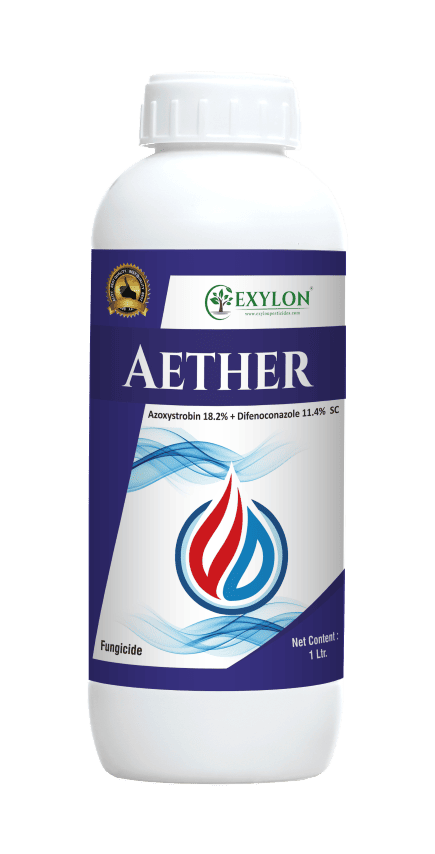 EXYLON®
www.exylonpesticides.com
AETHER
Azoxystrobin 18.2% + Difenoconazole 11.4% SC
Fungicide
Net Content :
1 Ltr.